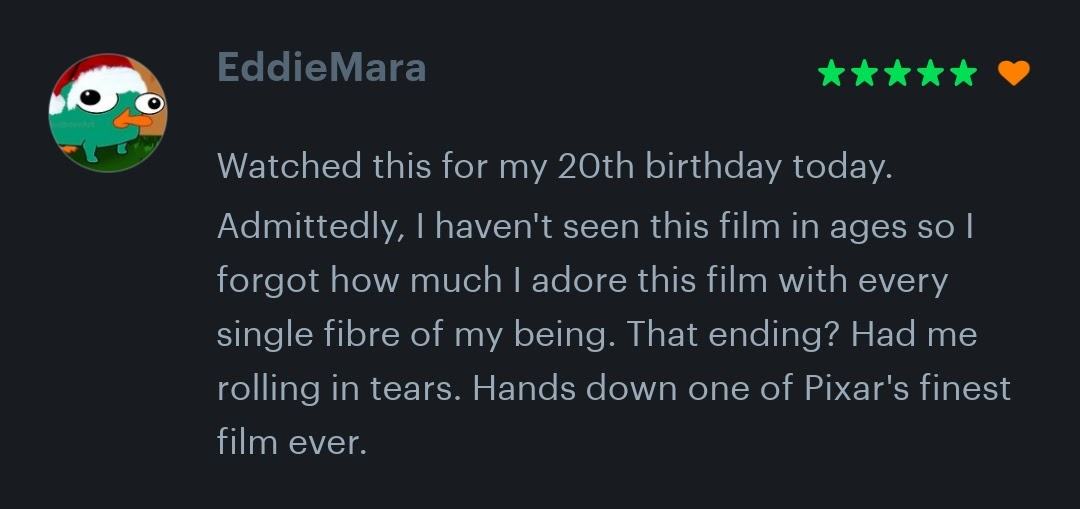 EddieMara
Watched this for my 20th birthday today.
Admittedly, I haven't seen this film in ages so I
forgot how much I adore this film with every
single fibre of my being. That ending? Had me
rolling in tears. Hands down one of Pixar's finest
film ever.